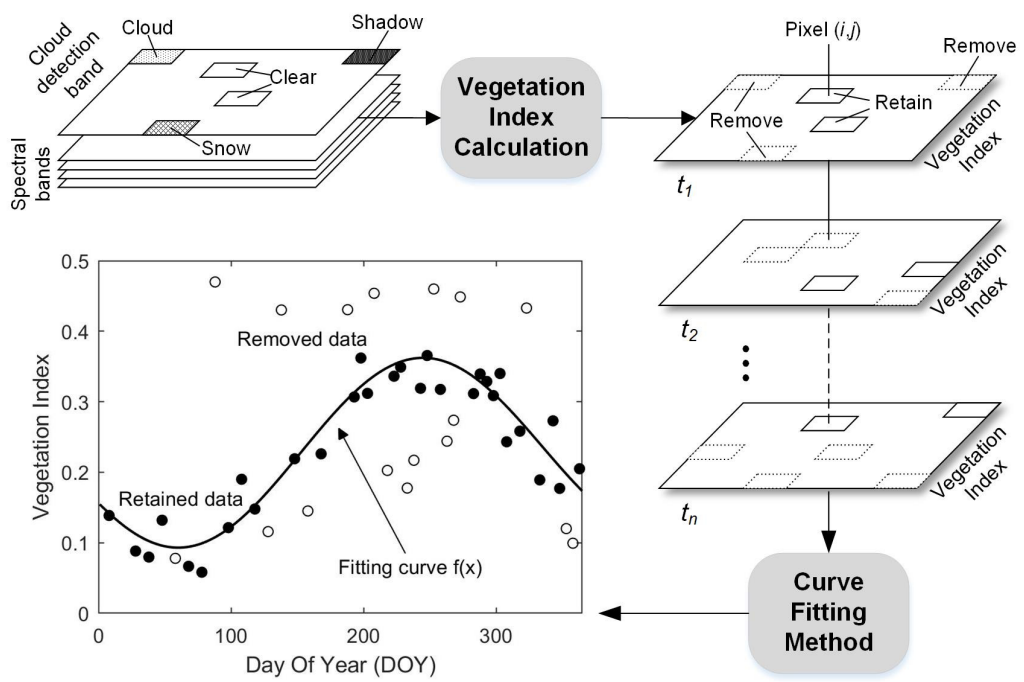 Cloud
Shadow
Cloud
detection
band
Clear
Snow
Spectral
bands
Vegetation
Index
Calculation
Pixel (i,j)
Remove
Retain
Remove
Vegetation
Index
t1
Vegetation
Index
t2
Vegetation
Index
tn
Curve
Fitting
Method
0.5
0.4
0.3
0.2
0.1
0
Vegetation Index
Removed data
Retained data
Fitting curve f(x)
0
100
200
300
Day Of Year (DOY)